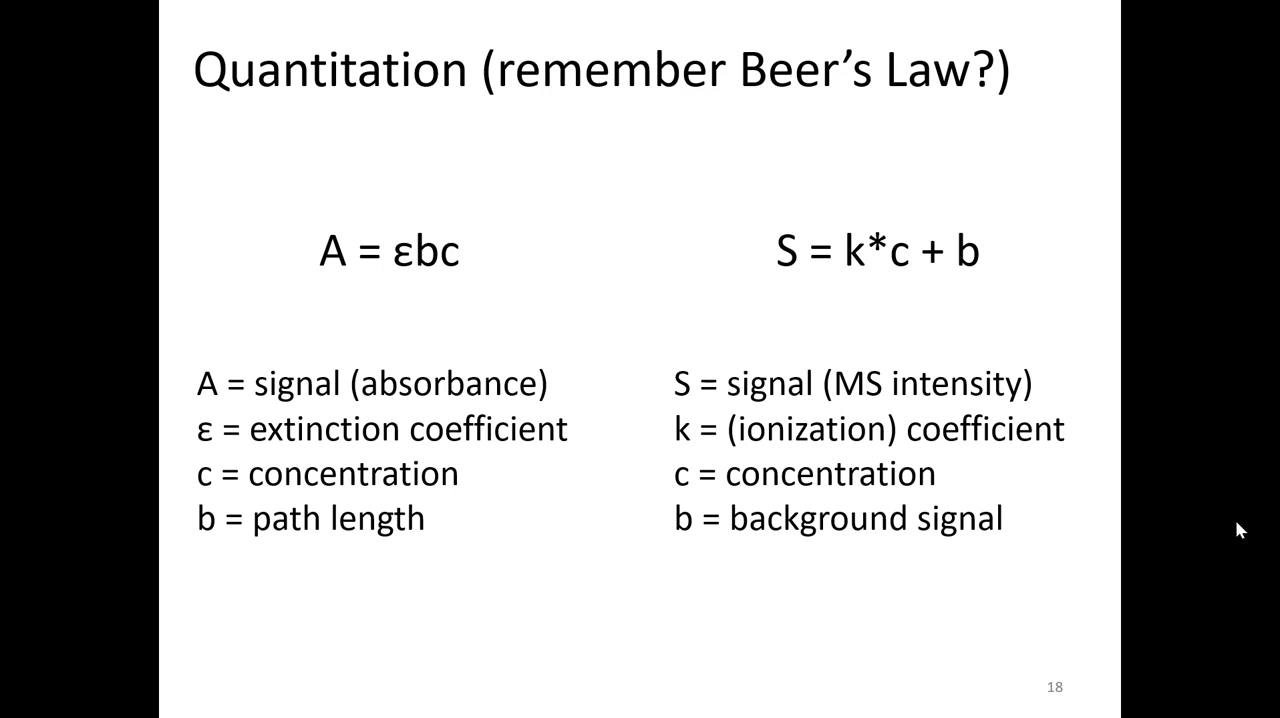 Quantitation (remember Beer’s Law?)
A = εbc
S = k*c + b
A = signal (absorbance)
ε = extinction coefficient
c = concentration
b = path length
S = signal (MS intensity)
k = (ionization) coefficient
c = concentration
b = background signal
18